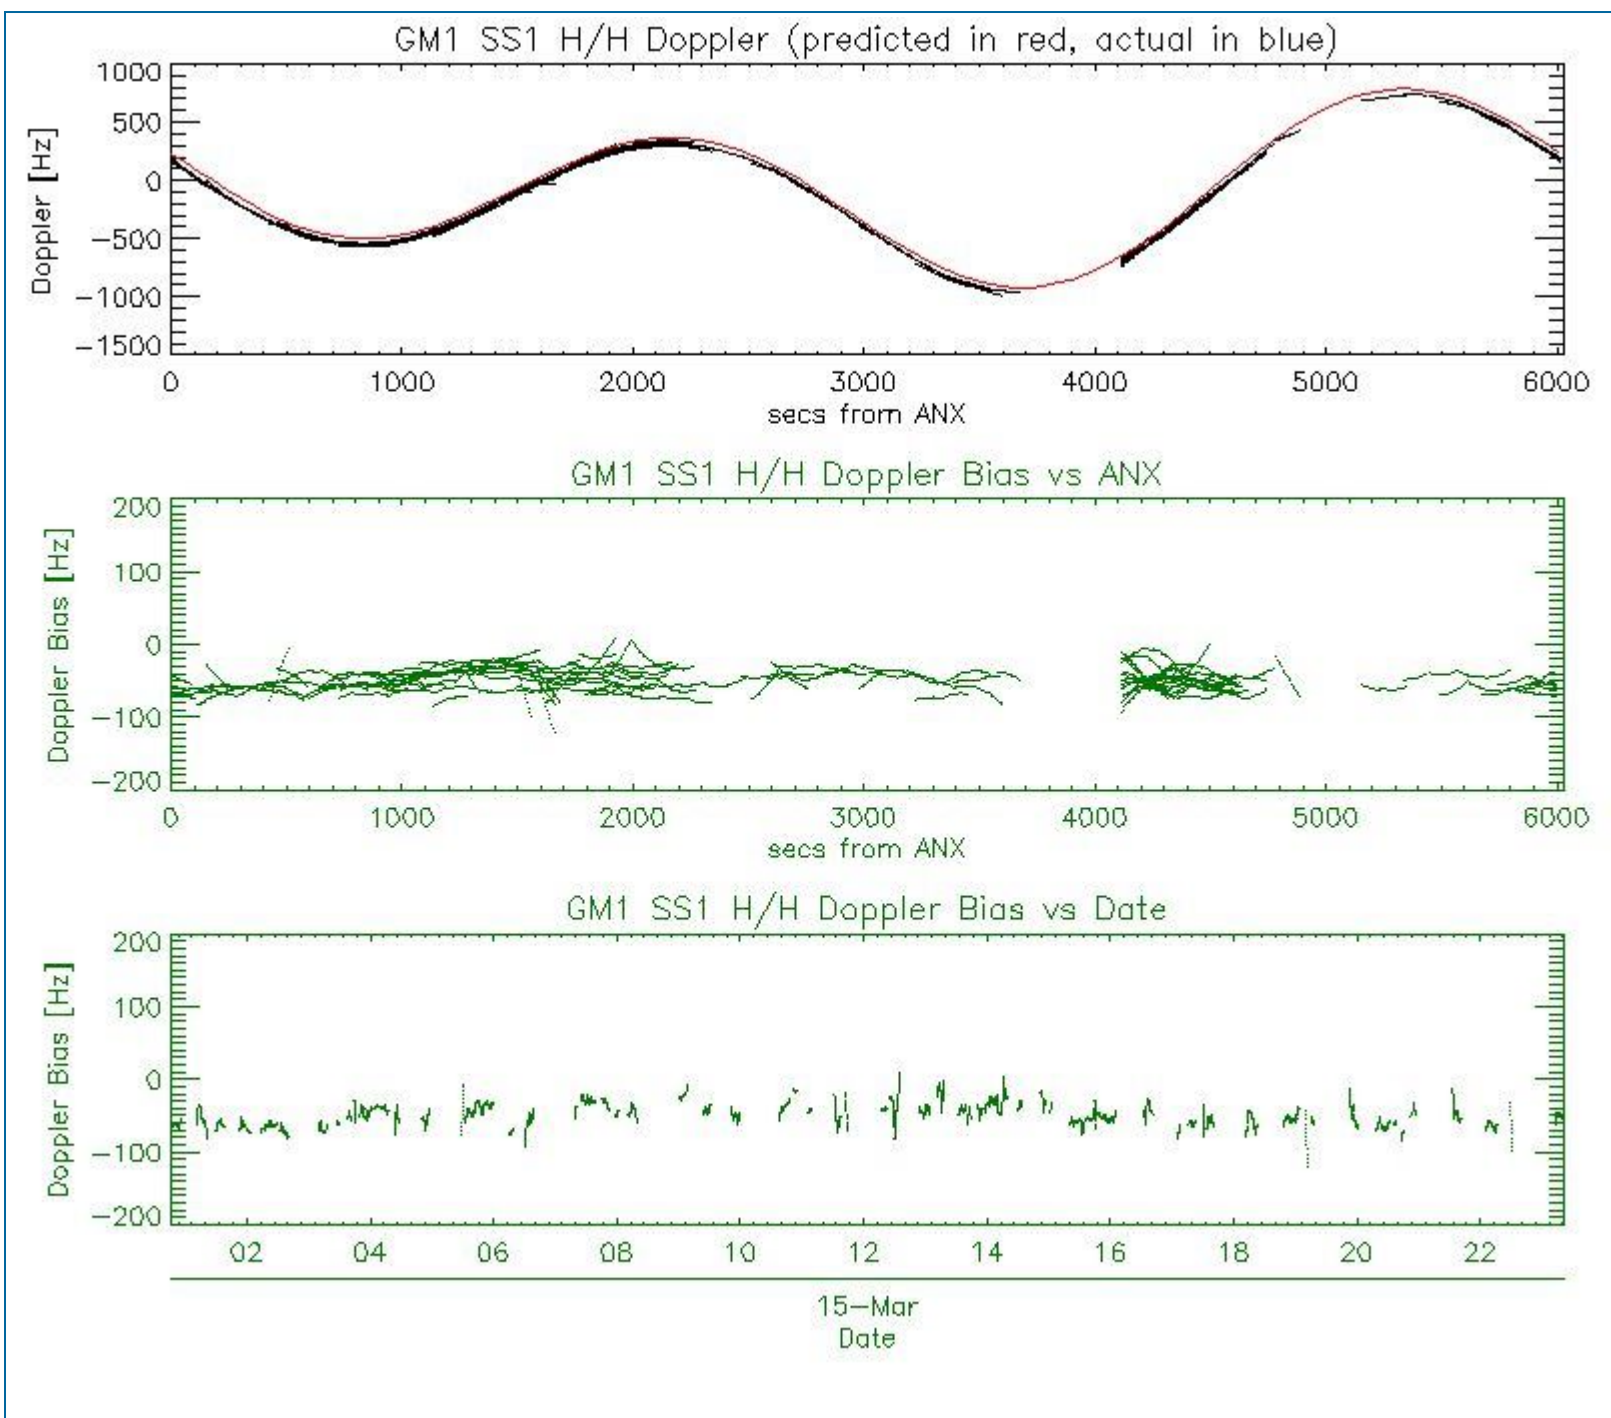 GM1 SS1 H/H Doppler (predicted in red, actual in blue)
Doppler [Hz]
1000
500
0
−500
−1000
−1500
0 1000 2000 3000 4000 5000 6000
secs from ANX
GM1 SS1 H/H Doppler Bias vs ANX
Doppler Bias [Hz]
200
100
0
−100
−200
0 1000 2000 3000 4000 5000 6000
secs from ANX
GM1 SS1 H/H Doppler Bias vs Date
Doppler Bias [Hz]
200
100
0
−100
−200
02 04 06 08 10 12 14 16 18 20 22
15−Mar
Date